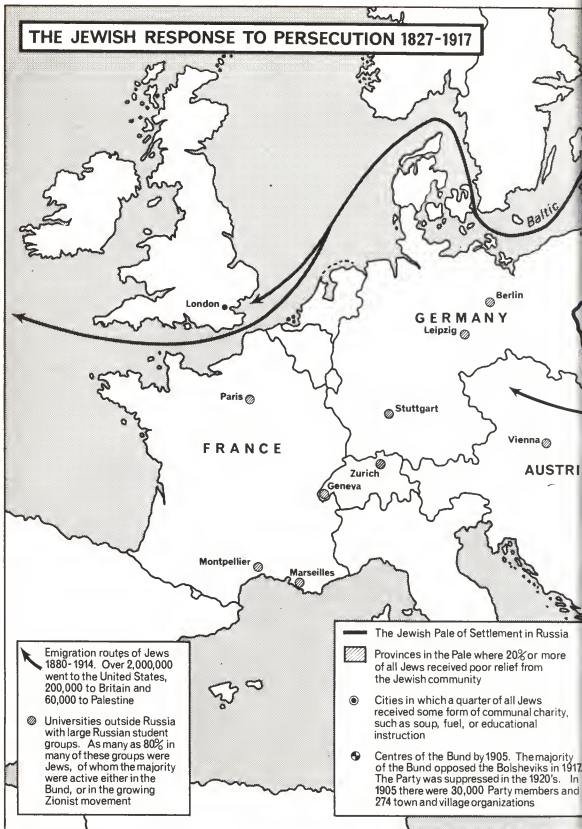 THE JEWISH RESPONSE TO PERSECUTION 1827-1917
Baltic
London
Berlin
GERMANY
Leipzig
Paris
Stuttgart
FRANCE
Vienna
Zurich
AUSTRI
Geneva
Montpellier
Marseilles
Emigration routes of Jews
1880-1914. Over 2,000,000
went to the United States,
200,000 to Britain and
60,000 to Palestine
Universities outside Russia
with large Russian student
groups. As many as 80% in
many of these groups were
Jews, of whom the majority
were active either in the
Bund, or in the growing
Zionist movement
The Jewish Pale of Settlement in Russia
Provinces in the Pale where 20% or more
of all Jews received poor relief from
the Jewish community
Cities in which a quarter of all Jews
received some form of communal charity,
such as soup, fuel, or educational
instruction
Centres of the Bund by 1905. The majority
of the Bund opposed the Bolsheviks in 1917.
The Party was suppred in the 1920's. In
1905 there were 30,000 Party members and
274 town and village organizations